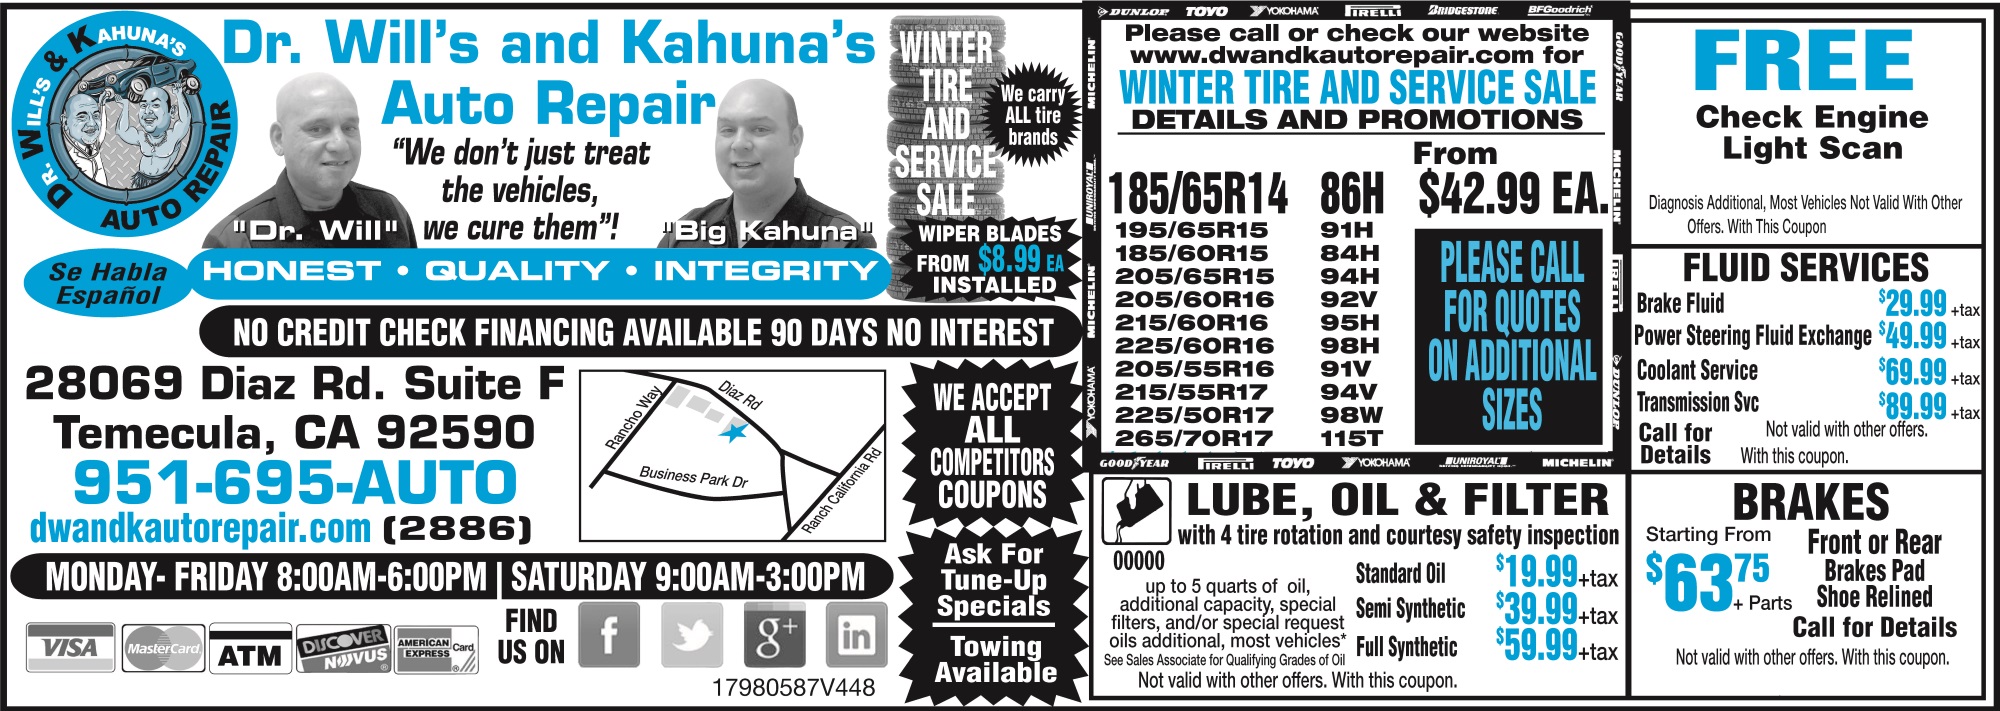 DR. WILL'S & KAHUNA'S
AUTO REPAIR
Dr. Will's and Kahuna's
Auto Repair
"We don't just treat
the vehicles,
we cure them"!
"Dr. Will"
"Big Kahuna"
Se Habla
Español
HONEST • QUALITY • INTEGRITY
WINTER
TIRE
AND
SERVICE
SALE
We carry
ALL tire
brands
WIPER BLADES
FROM $8.99 EA
INSTALLED
NO CREDIT CHECK FINANCING AVAILABLE 90 DAYS NO INTEREST
28069 Diaz Rd. Suite F
Temecula, CA 92590
951-695-AUTO
dwandkautorepair.com (2886)
Rancho Way
Diaz Rd
Business Park Dr
Ranch California Rd
MONDAY- FRIDAY 8:00AM-6:00PM | SATURDAY 9:00AM-3:00PM
VISA
MasterCard
ATM
DISCOVER
NOVUS
AMERICAN
EXPRESS
Card
FIND
US ON
f
g+
in
17980587V448
WE ACCEPT
ALL
COMPETITORS
COUPONS
Ask For
Tune-Up
Specials
Towing
Available
DUNLOP TOYO YOKOHAMA PIRELLI BRIDGESTONE BFGoodrich
MICHELIN
UNIROYAL
MICHELIN
YOKOHAMA
GOODYEAR
MICHELIN
PIRELLI
DUNLOP
Please call or check our website
www.dwandkautorepair.com for
WINTER TIRE AND SERVICE SALE
DETAILS AND PROMOTIONS
From
185/65R14 86H $42.99 EA.
195/65R15 91H
185/60R15 84H
205/65R15 94H
205/60R16 92V
215/60R16 95H
225/60R16 98H
205/55R16 91V
215/55R17 94V
225/50R17 98W
265/70R17 115T
PLEASE CALL
FOR QUOTES
ON ADDITIONAL
SIZES
GOODYEAR PIRELLI TOYO YOKOHAMA UNIROYAL MICHELIN
LUBE, OIL & FILTER
with 4 tire rotation and courtesy safety inspection
00000
up to 5 quarts of oil,
additional capacity, special
filters, and/or special request
oils additional, most vehicles*
See Sales Associate for Qualifying Grades of Oil
Standard Oil $19.99+tax
Semi Synthetic $39.99+tax
Full Synthetic $59.99+tax
Not valid with other offers. With this coupon.
FREE
Check Engine
Light Scan
Diagnosis Additional, Most Vehicles Not Valid With Other
Offers. With This Coupon
FLUID SERVICES
Brake Fluid $29.99 +tax
Power Steering Fluid Exchange $49.99 +tax
Coolant Service $69.99 +tax
Transmission Svc $89.99 +tax
Call for
Details
Not valid with other offers.
With this coupon.
BRAKES
Starting From
$63.75
+ Parts
Front or Rear
Brakes Pad
Shoe Relined
Call for Details
Not valid with other offers. With this coupon.